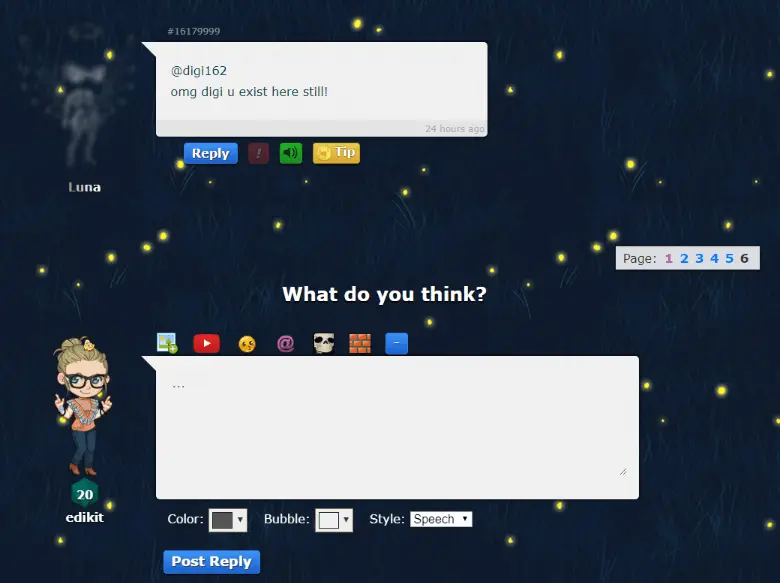 #16179999
@digi162
omg digi u exist here still!
24 hours ago
Reply ! Tip
Luna
Page: 1 2 3 4 5 6
What do you think?
@ -
...
20
edikit
Color: Bubble: Style: Speech
Post Reply